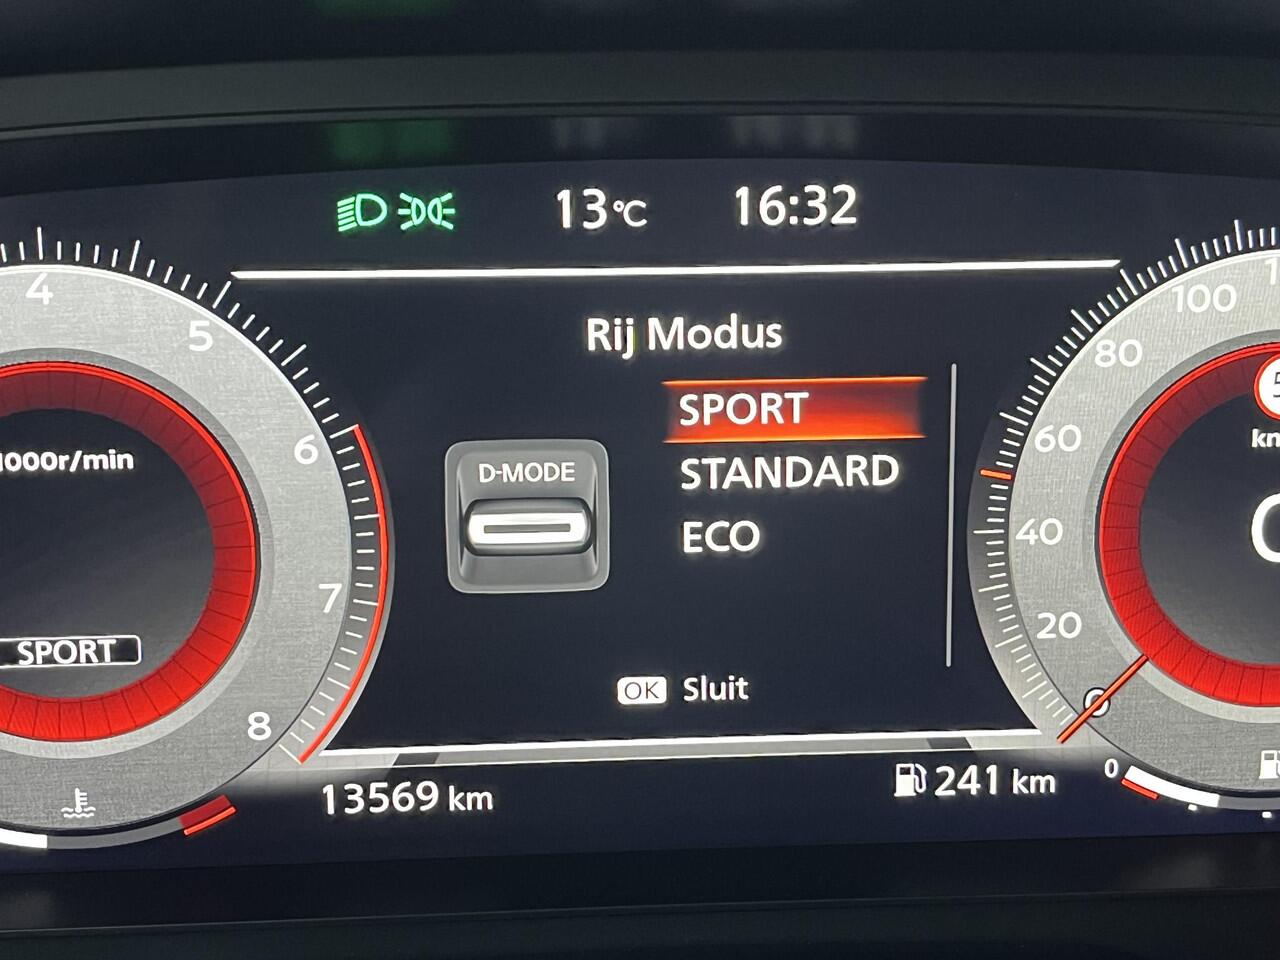 13°C 16:32
Rij Modus
SPORT
STANDARD
ECO
D-MODE
OK Sluit
4
5
6
7
8
1000r/min
SPORT
100
80
60
40
20
0
13569 km
241 km
0